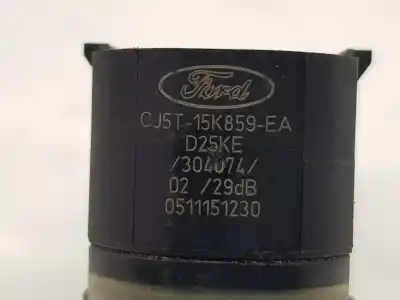 Ford
CJ5T-15K859-EA
D25KE
/304074/
02 /29dB
0511151230